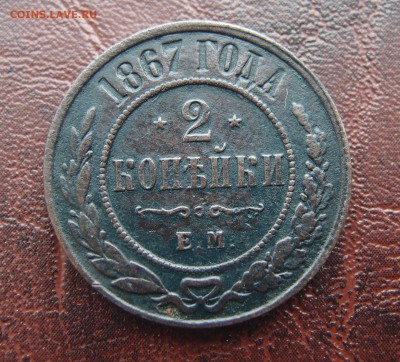 COINS.LAVE.RU
1867 ГОДА
2
КОПѢЙКИ
Е.М.